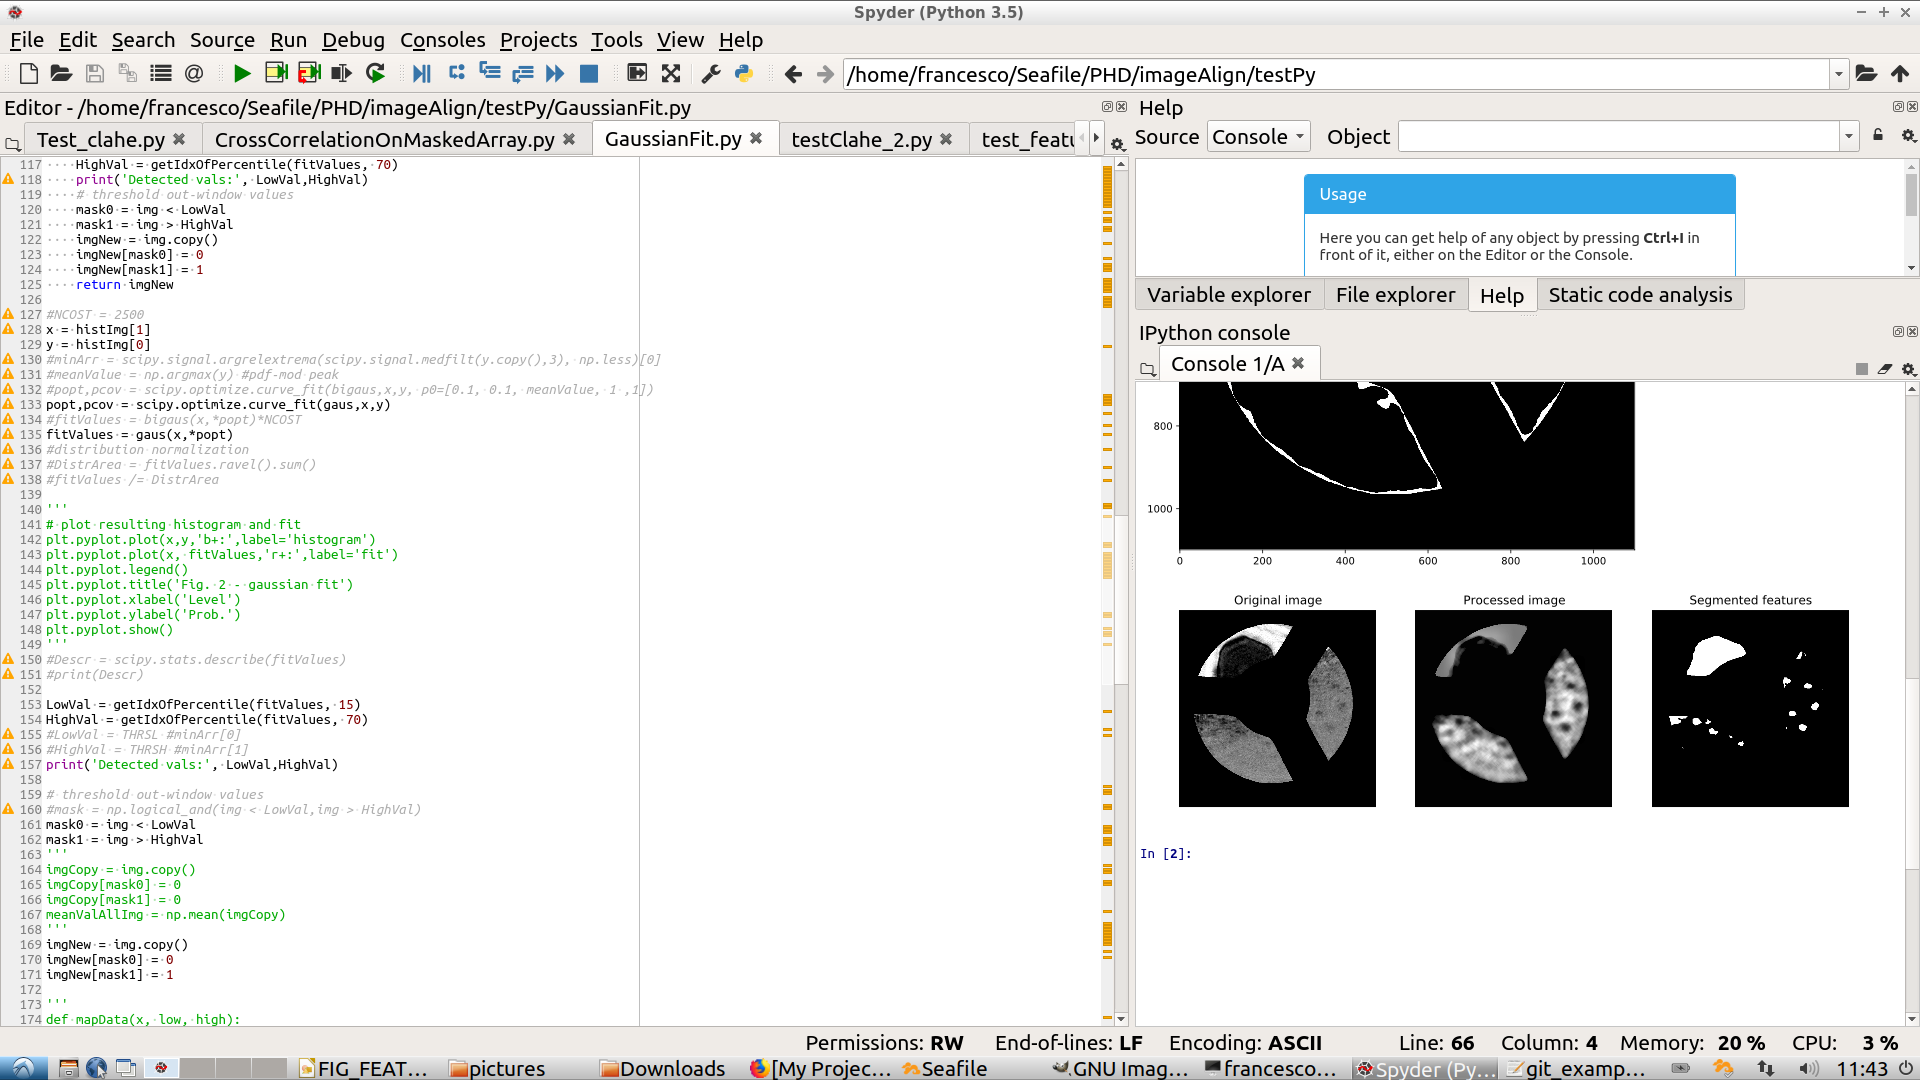 Spyder (Python 3.5)
File Edit Search Source Run Debug Consoles Projects Tools View Help
/home/francesco/Seafile/PHD/imageAlign/testPy
Editor - /home/francesco/Seafile/PHD/imageAlign/testPy/GaussianFit.py
Test_clahe.py CrossCorrelationOnMaskedArray.py GaussianFit.py testClahe_2.py test_featu
117 ····HighVal = getIdxOfPercentile(fitValues, 70)
118 ····print('Detected vals:', LowVal,HighVal)
119 ····# threshold out-window values
120 ····mask0 = img < LowVal
121 ····mask1 = img > HighVal
122 ····imgNew = img.copy()
123 ····imgNew[mask0] = 0
124 ····imgNew[mask1] = 1
125 ····return imgNew
126
127 #NCOST = 2500
128 x = histImg[1]
129 y = histImg[0]
130 #minArr = scipy.signal.argrelextrema(scipy.signal.medfilt(y.copy(),3), np.less)[0]
131 #meanValue = np.argmax(y) #pdf-mod peak
132 #popt,pcov = scipy.optimize.curve_fit(bigaus,x,y, p0=[0.1, 0.1, meanValue, 1 ,1])
133 popt,pcov = scipy.optimize.curve_fit(gaus,x,y)
134 #fitValues = bigaus(x,*popt)*NCOST
135 fitValues = gaus(x,*popt)
136 #distribution normalization
137 #DistrArea = fitValues.ravel().sum()
138 #fitValues /= DistrArea
139
140 '''
141 # plot resulting histogram and fit
142 plt.pyplot.plot(x,y,'b+:',label='histogram')
143 plt.pyplot.plot(x, fitValues,'r+:',label='fit')
144 plt.pyplot.legend()
145 plt.pyplot.title('Fig. 2 - gaussian fit')
146 plt.pyplot.xlabel('Level')
147 plt.pyplot.ylabel('Prob.')
148 plt.pyplot.show()
149 '''
150 #Descr = scipy.stats.describe(fitValues)
151 #print(Descr)
152
153 LowVal = getIdxOfPercentile(fitValues, 15)
154 HighVal = getIdxOfPercentile(fitValues, 70)
155 #LowVal = THRSL #minArr[0]
156 #HighVal = THRSH #minArr[1]
157 print('Detected vals:', LowVal,HighVal)
158
159 # threshold out-window values
160 #mask = np.logical_and(img < LowVal,img > HighVal)
161 mask0 = img < LowVal
162 mask1 = img > HighVal
163 '''
164 imgCopy = img.copy()
165 imgCopy[mask0] = 0
166 imgCopy[mask1] = 0
167 meanValAllImg = np.mean(imgCopy)
168 '''
169 imgNew = img.copy()
170 imgNew[mask0] = 0
171 imgNew[mask1] = 1
172
173 '''
174 def mapData(x, low, high):
Help
Source Console Object
Usage
Here you can get help of any object by pressing Ctrl+I in
front of it, either on the Editor or the Console.
Variable explorer File explorer Help Static code analysis
IPython console
Console 1/A
800
1000
0 200 400 600 800 1000
Original image Processed image Segmented features
In [2]:
Permissions: RW End-of-lines: LF Encoding: ASCII Line: 66 Column: 4 Memory: 20 % CPU: 3 %
FIG_FEAT... pictures Downloads [My Projec... Seafile GNU Imag... francesco... Spyder (Py... git_examp... 11:43